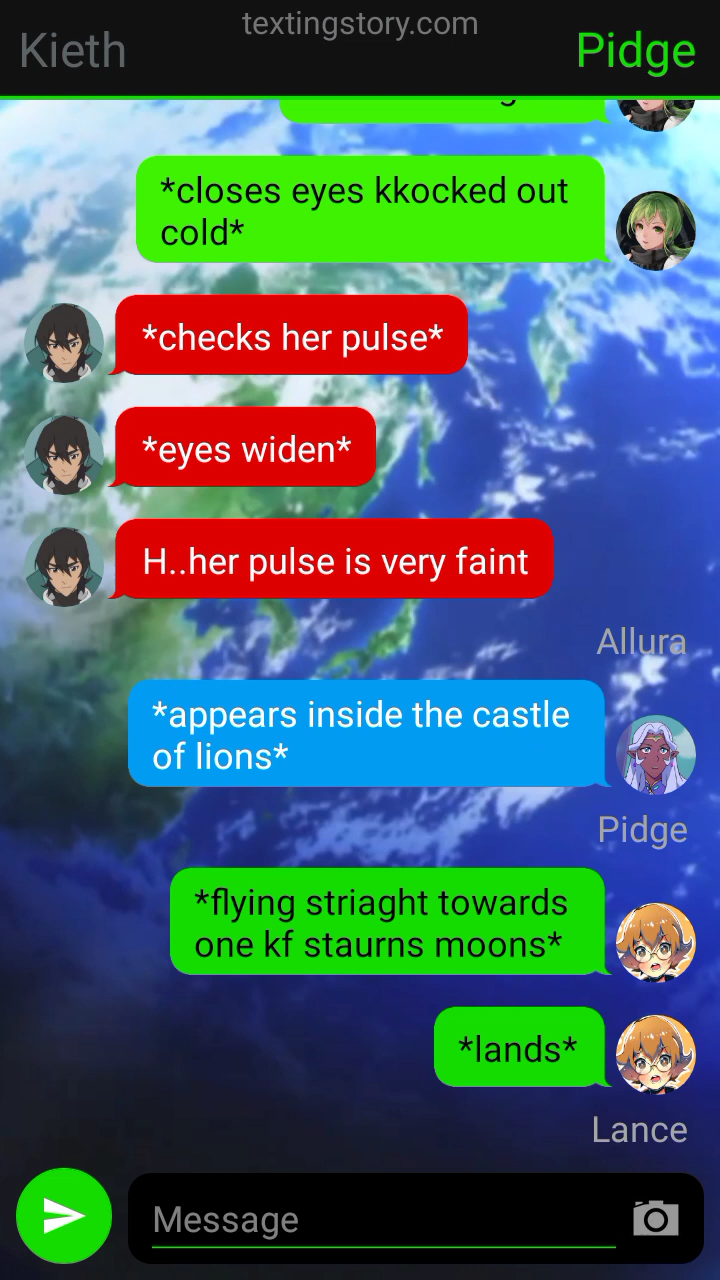 textingstory.com
Kieth
Pidge
*closes eyes kkocked out
cold*
*checks her pulse*
*eyes widen*
H..her pulse is very faint
Allura
*appears inside the castle
of lions*
Pidge
*flying striaght towards
one kf staurns moons*
*lands*
Lance
Message